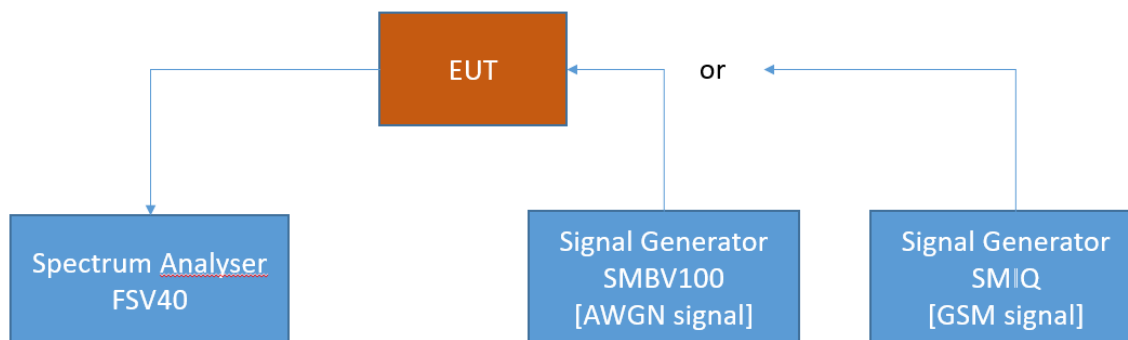 EUT
or
Spectrum Analyser
FSV40
Signal Generator
SMBV100
[AWGN signal]
Signal Generator
SMIQ
[GSM signal]